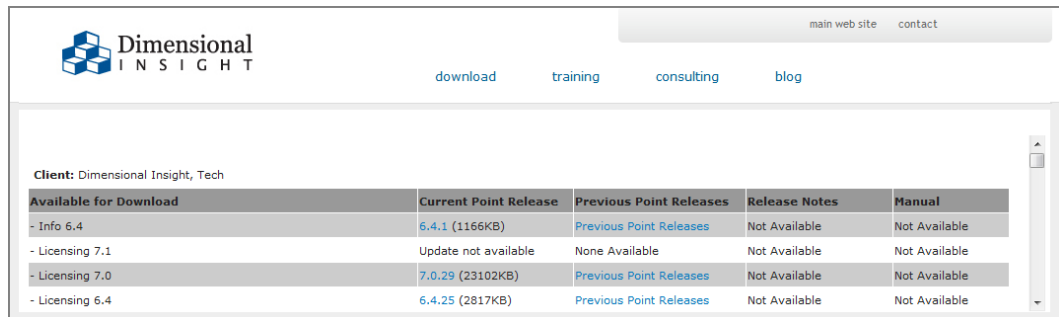 main web site contact
Dimensional
INSIGHT
download training consulting blog
Client: Dimensional Insight, Tech
Available for Download Current Point Release Previous Point Releases Release Notes Manual
- Info 6.4 6.4.1 (1166KB) Previous Point Releases Not Available Not Available
- Licensing 7.1 Update not available None Available Not Available Not Available
- Licensing 7.0 7.0.29 (23102KB) Previous Point Releases Not Available Not Available
- Licensing 6.4 6.4.25 (2817KB) Previous Point Releases Not Available Not Available